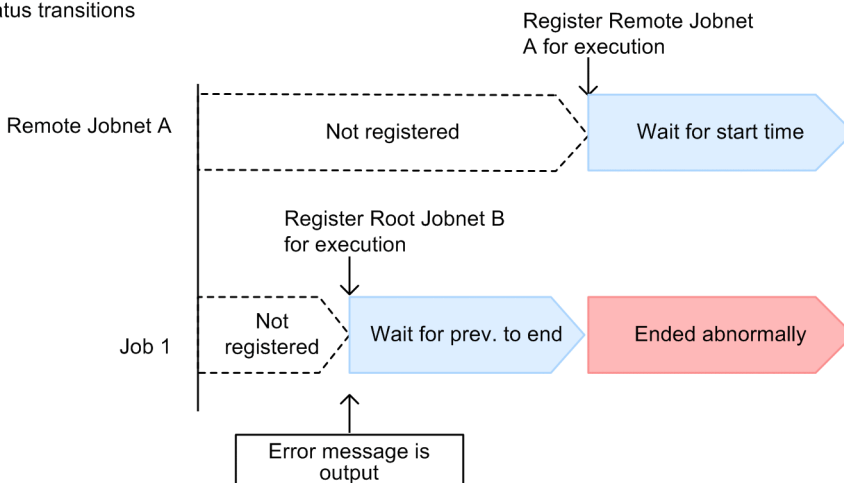 transitions
Register Remote Jobnet
A for execution
Remote Jobnet A
Not registered
Wait for start time
Register Root Jobnet B
for execution
Job 1
Not
registered
Wait for prev. to end
Ended abnormally
Error message is
output